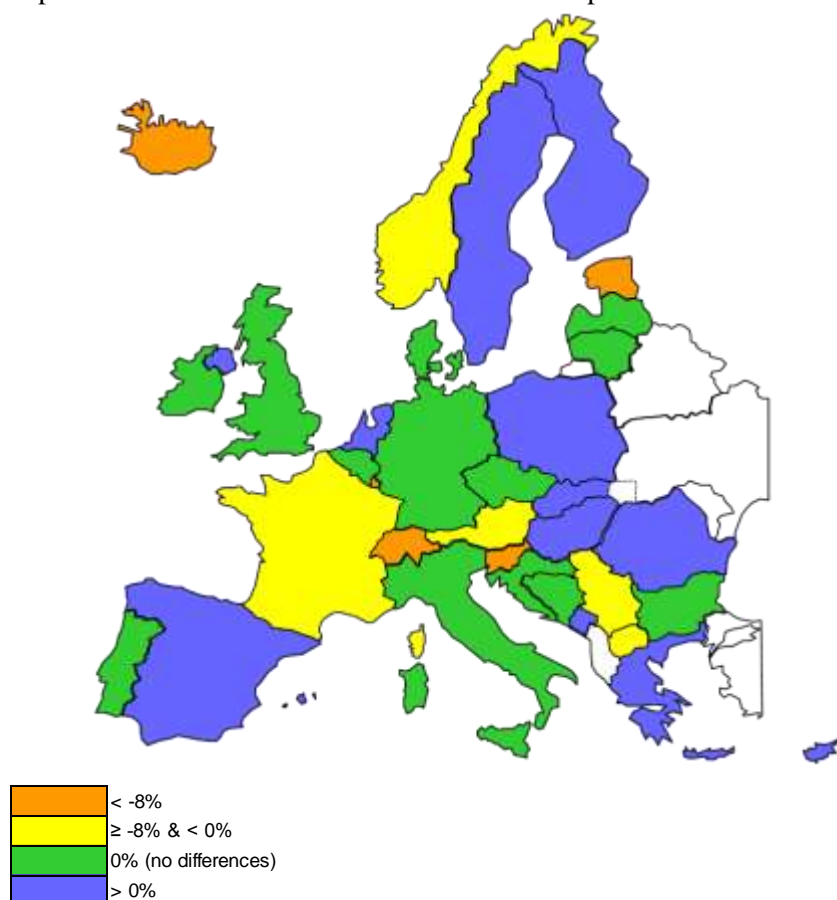 < -8%
≥ -8% & < 0%
0% (no differences)
> 0%